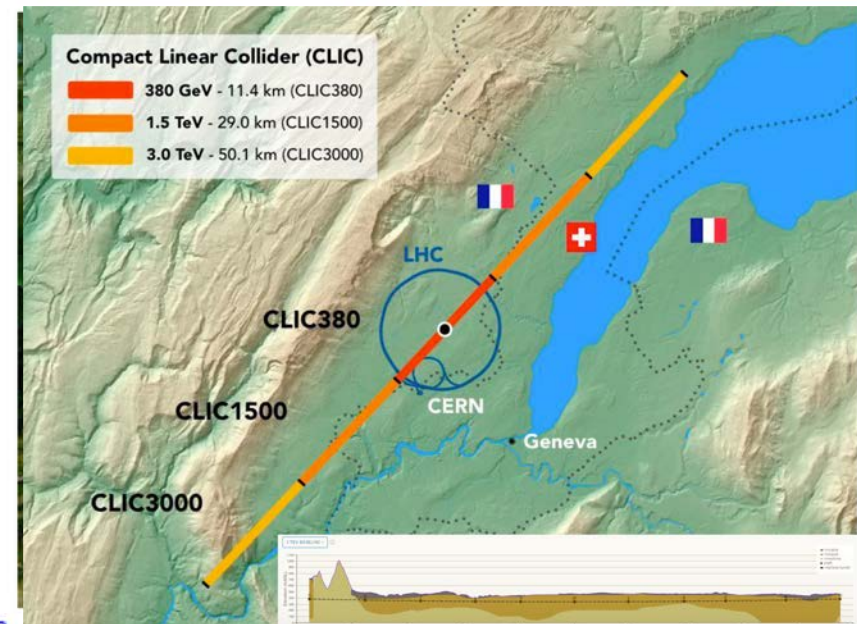 Compact Linear Collider (CLIC)
380 GeV - 11.4 km (CLIC380)
1.5 TeV - 29.0 km (CLIC1500)
3.0 TeV - 50.1 km (CLIC3000)
LHC
CLIC380
CLIC1500
CERN
Geneva
CLIC3000